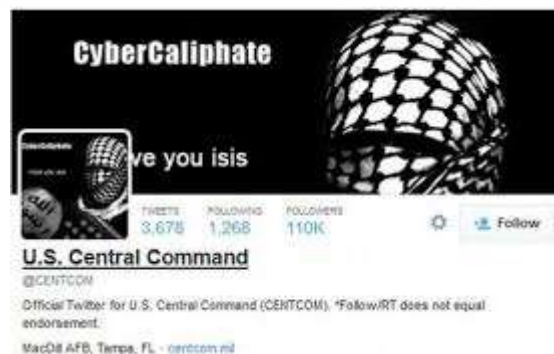 CyberCaliphate
ve you isis
CyberCaliphate
TWEETS FOLLOWING FOLLOWERS
3,678 1,268 110K
Follow
U.S. Central Command
@CENTCOM
Official Twitter for U.S. Central Command (CENTCOM). *Follow/RT does not equal
endorsement.
MacDill AFB, Tampa, FL - centcom.mil